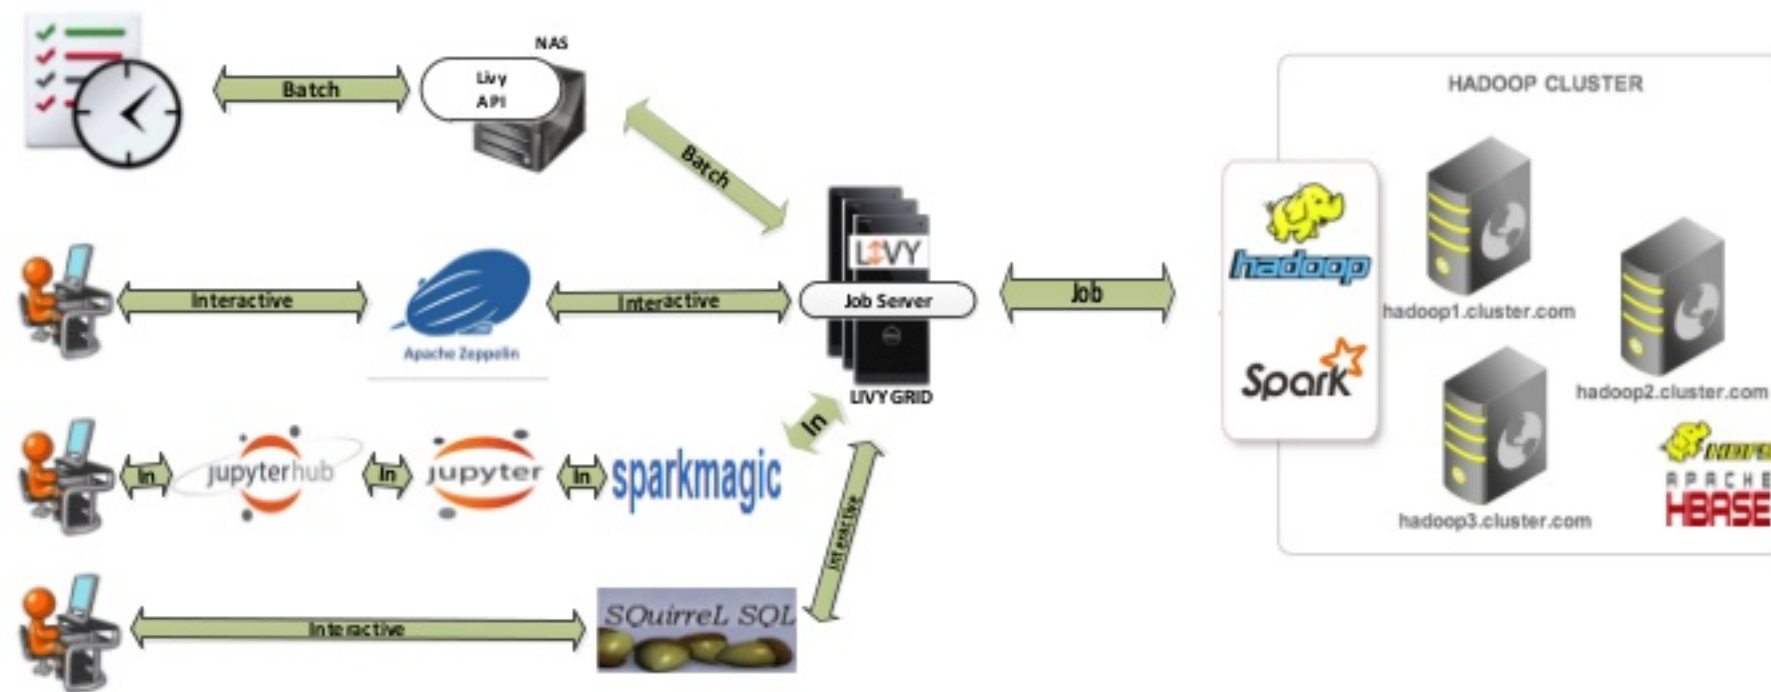 NAS
Livy
API
Batch
Batch
HADOOP CLUSTER
LIVY
Job Server
LIVY GRID
Interactive
Apache Zeppelin
Interactive
Job
hadoop
Spark
hadoop1.cluster.com
hadoop2.cluster.com
hadoop3.cluster.com
APACHE
HBASE
In
jupyterhub
In
jupyter
In
sparkmagic
In
Interactive
Interactive
SQuirreL SQL